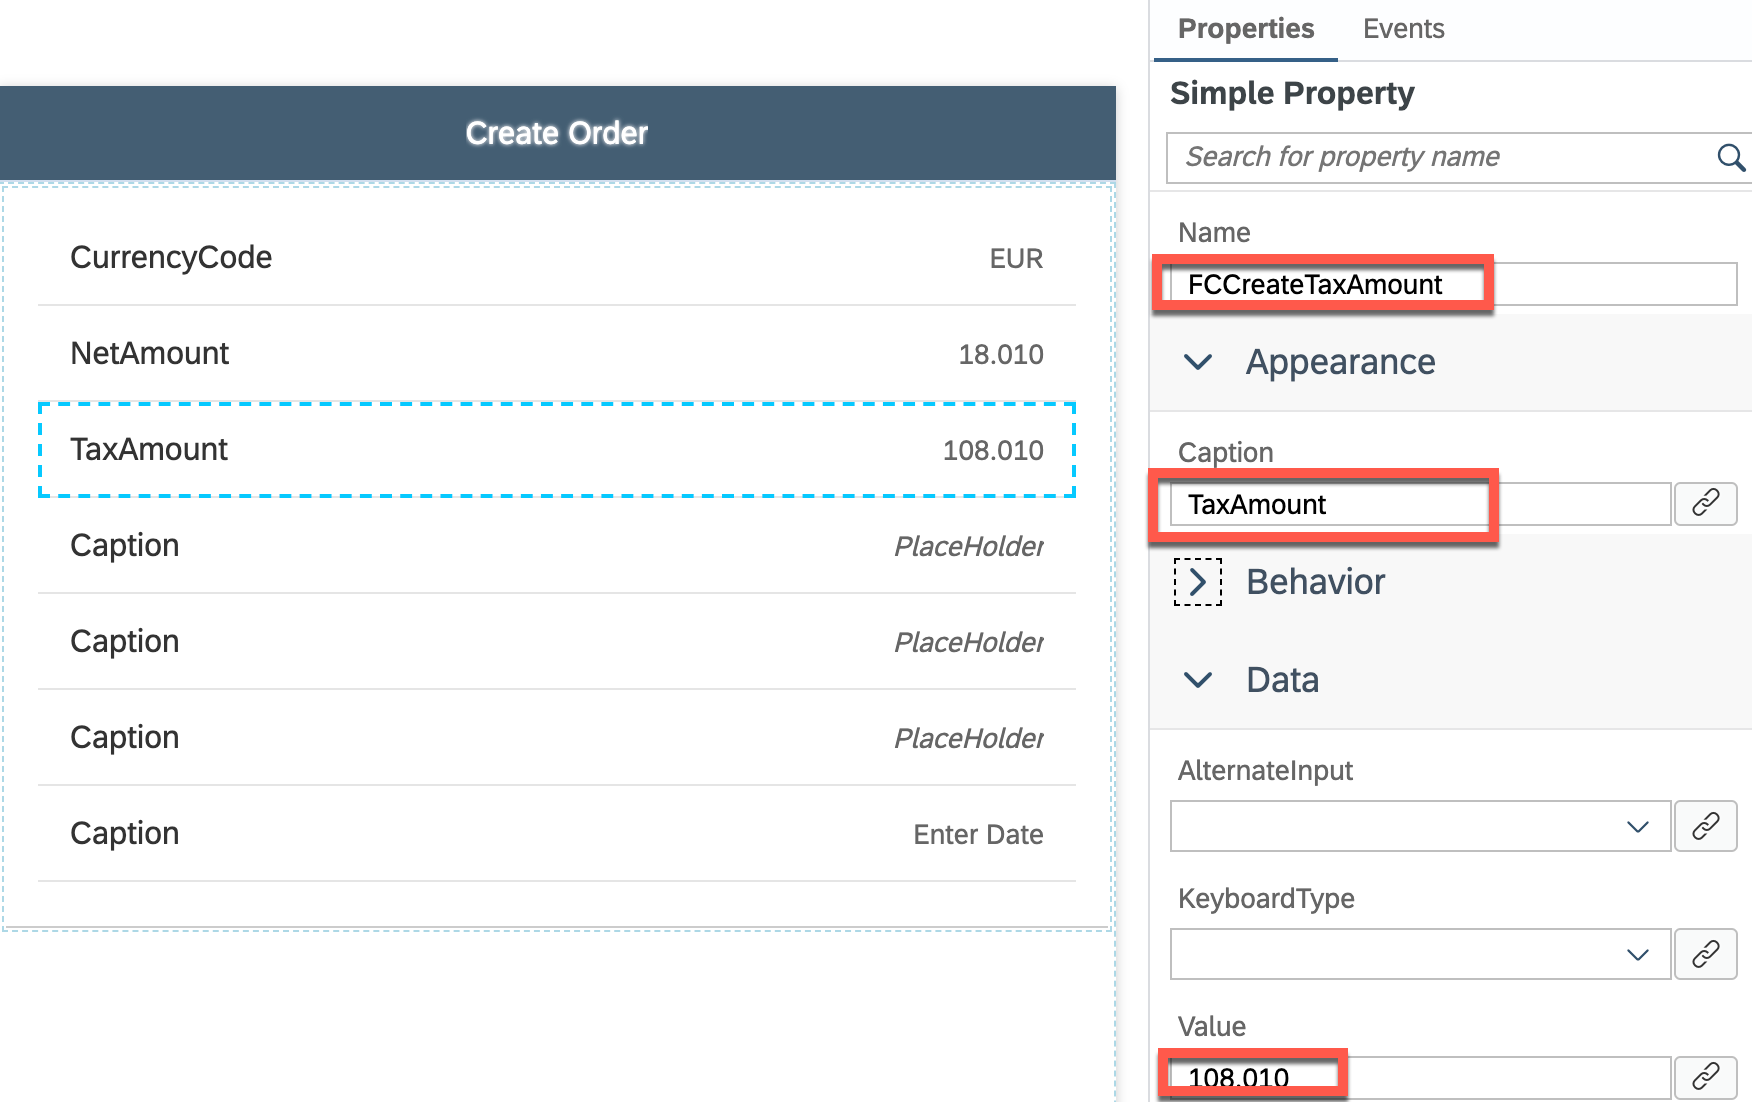 Create Order
CurrencyCode EUR
NetAmount 18.010
TaxAmount 108.010
Caption PlaceHolder
Caption PlaceHolder
Caption PlaceHolder
Caption Enter Date
Properties Events
Simple Property
Search for property name
Name
FCCreateTaxAmount
Appearance
Caption
TaxAmount
Behavior
Data
AlternateInput
KeyboardType
Value
108.010